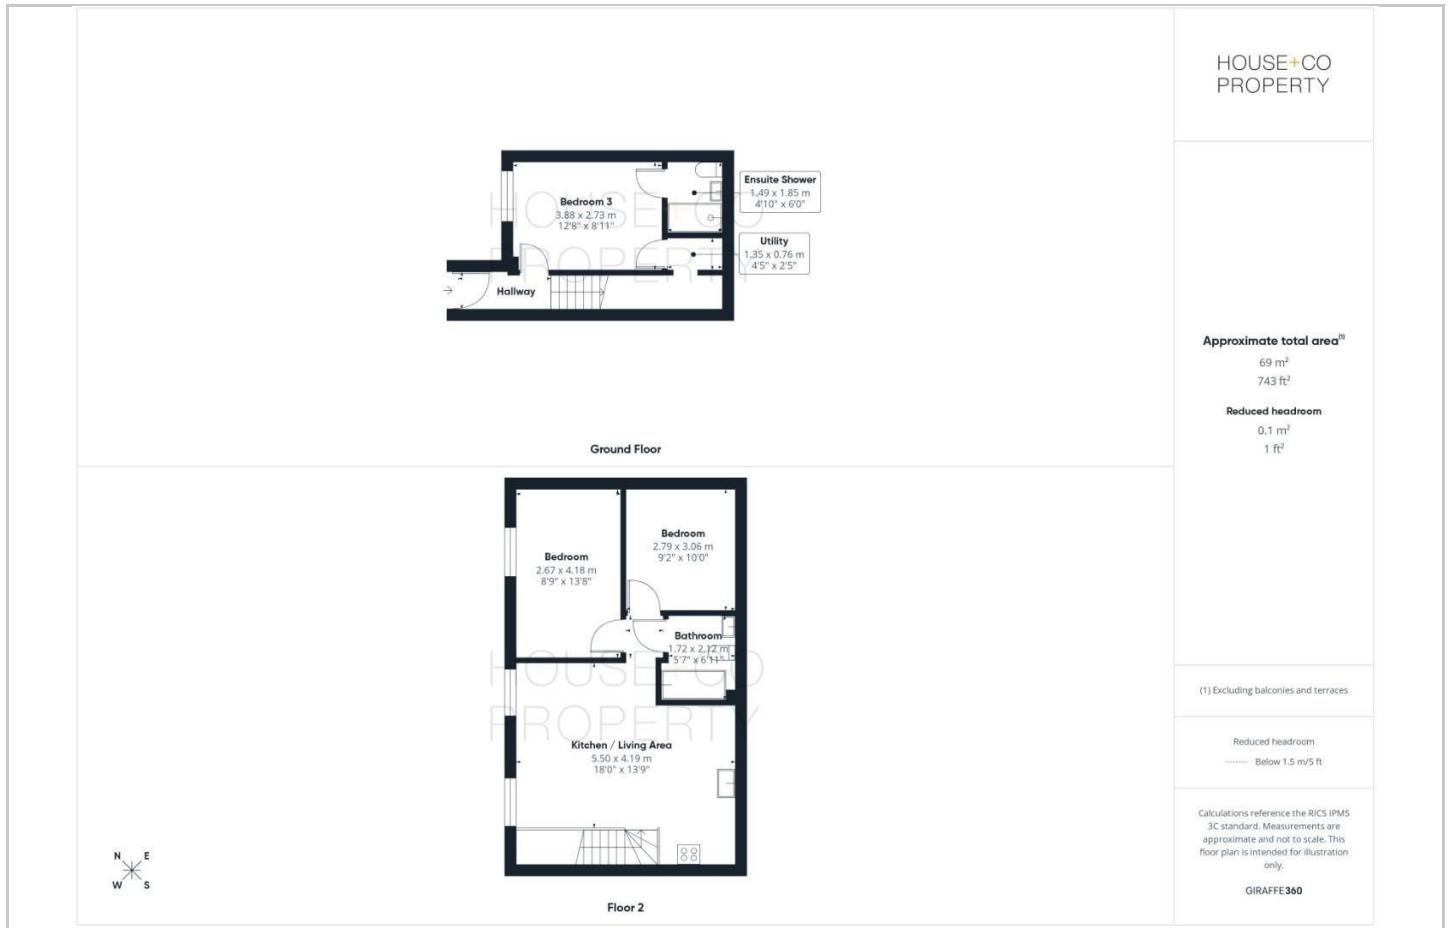 HOUSE+CO
PROPERTY
Bedroom 3
3.88 x 2.73 m
12'8" x 8'11"
Ensuite Shower
1.49 x 1.85 m
4'10" x 6'0"
Utility
1.35 x 0.76 m
4'5" x 2'5"
Hallway
HOUSE+CO
PROPERTY
Ground Floor
Approximate total area(1)
69 m²
743 ft²
Reduced headroom
0.1 m²
1 ft²
Bedroom
2.79 x 3.06 m
9'2" x 10'0"
Bedroom
2.67 x 4.18 m
8'9" x 13'8"
Bathroom
1.72 x 2.12 m
5'7" x 6'11"
HOUSE+CO
PROPERTY
Kitchen / Living Area
5.50 x 4.19 m
18'0" x 13'9"
N E
W S
Floor 2
(1) Excluding balconies and terraces
Reduced headroom
Below 1.5 m/5 ft
Calculations reference the RICS IPMS
3C standard. Measurements are
approximate and not to scale. This
floor plan is intended for illustration
only.
GIRAFFE360